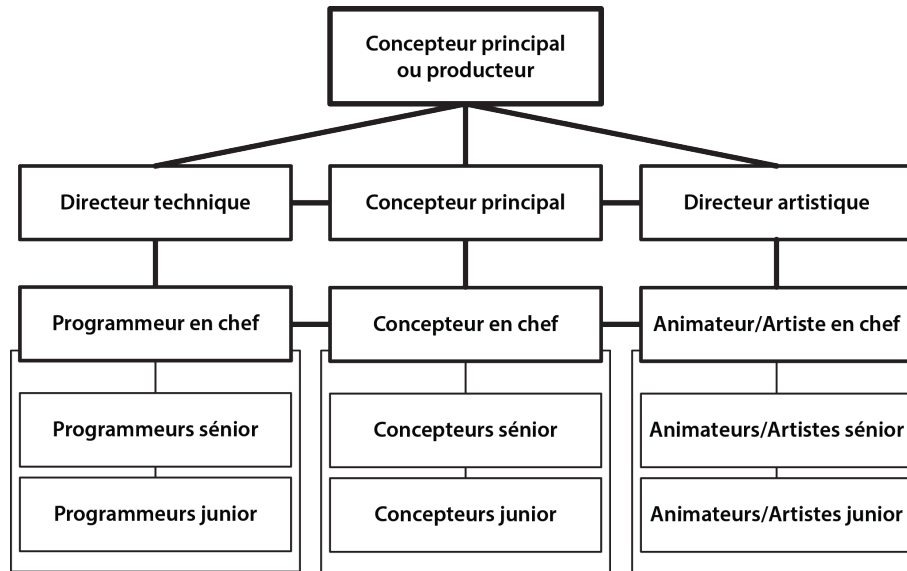 Concepteur principal
ou producteur
Directeur technique
Concepteur principal
Directeur artistique
Programmeur en chef
Concepteur en chef
Animateur/Artiste en chef
Programmeurs sénior
Concepteurs sénior
Animateurs/Artistes sénior
Programmeurs junior
Concepteurs junior
Animateurs/Artistes junior